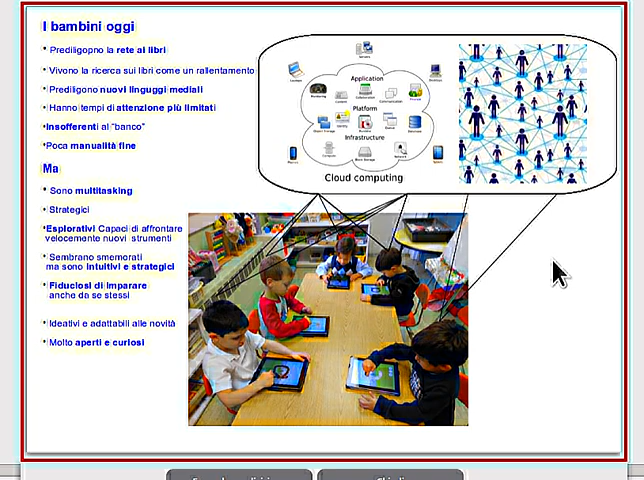 I bambini oggi
• Prediligopno la rete ai libri
• Vivono la ricerca sui libri come un rallentamento
• Prediligono nuovi linguggi mediali
• Hanno tempi di attenzione più limitati
•Insofferenti al "banco"
•Poca manualità fine
Ma
• Sono multitasking
• Strategici
•Esplorativi Capaci di affrontare
velocemente nuovi strumenti
• Sembrano smemorati
ma sono intuitivi e strategici
• Fiduciosi di imparare
anche da se stessi
• Ideativi e adattabili alle novità
• Molto aperti e curiosi
Application
Platform
Infrastructure
Cloud computing